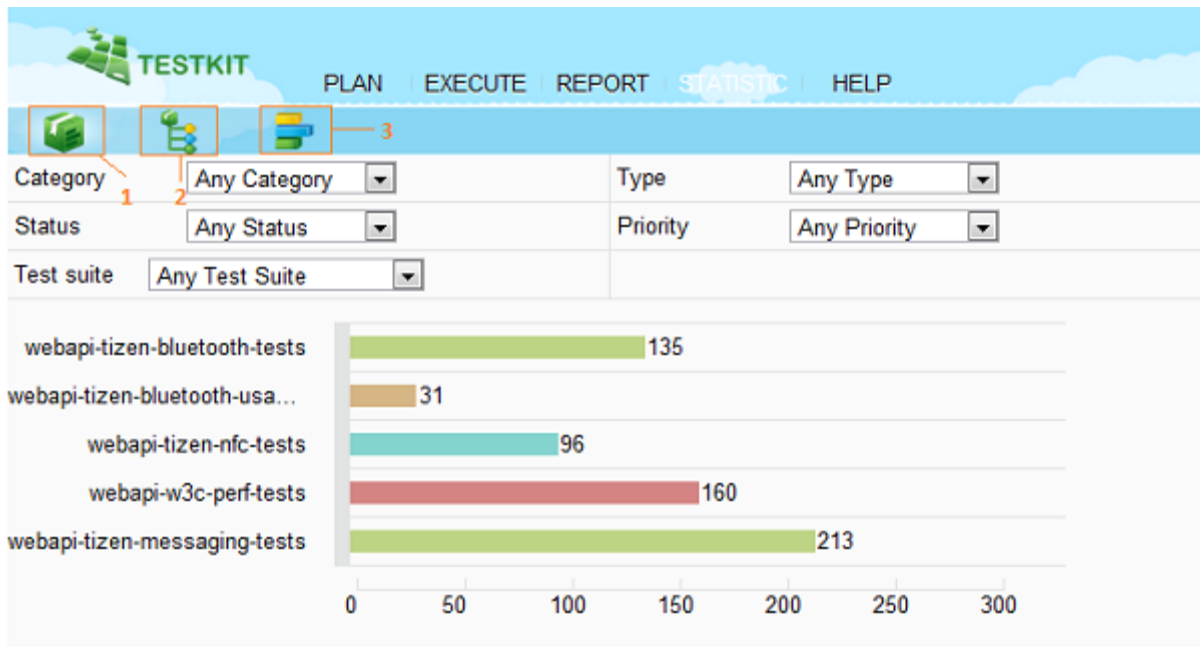 TESTKIT
PLAN EXECUTE REPORT STATISTIC HELP
3
Category Any Category Type Any Type
1 2
Status Any Status Priority Any Priority
Test suite Any Test Suite
webapi-tizen-bluetooth-tests 135
webapi-tizen-bluetooth-usa... 31
webapi-tizen-nfc-tests 96
webapi-w3c-perf-tests 160
webapi-tizen-messaging-tests 213
0 50 100 150 200 250 300